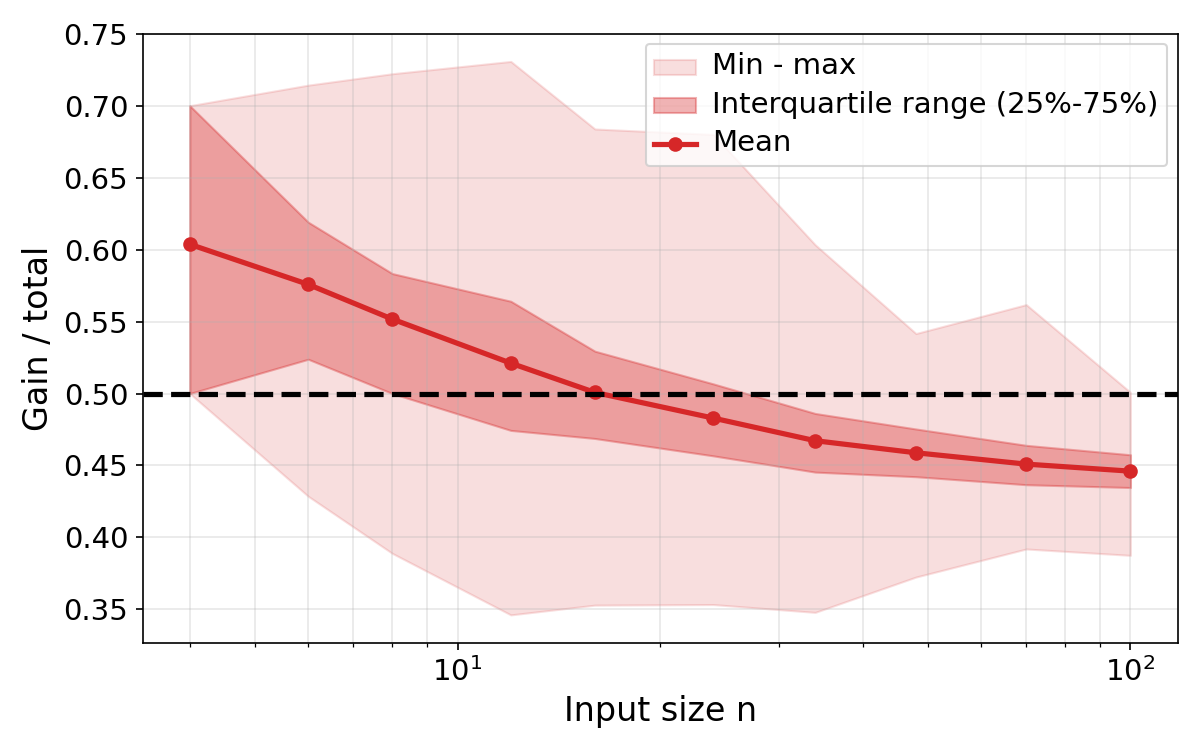 0.75
0.70
0.65
0.60
0.55
0.50
0.45
0.40
0.35
Gain / total
Min - max
Interquartile range (25%-75%)
Mean
10¹
10²
Input size n